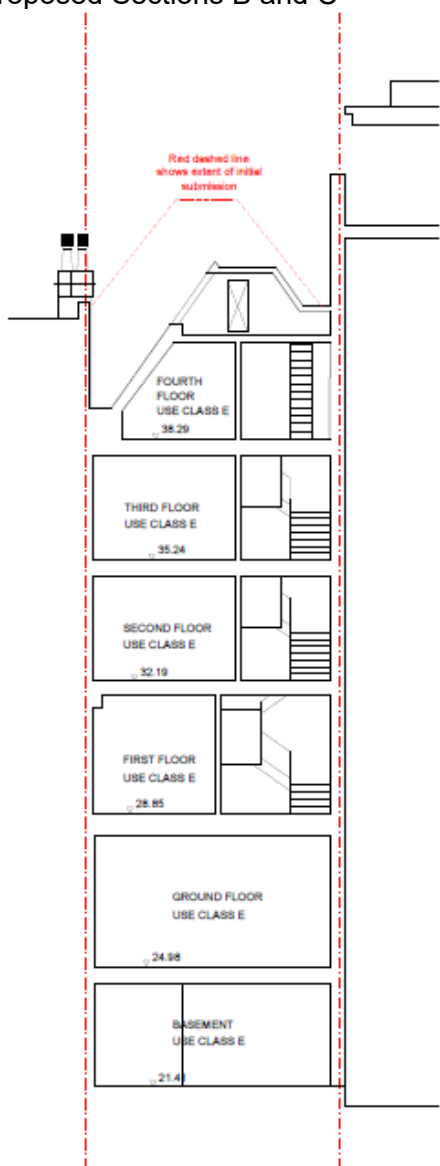 roposed Sections B and C
Red dashed line
shows extent of initial
submission
FOURTH
FLOOR
USE CLASS E
38.29
THIRD FLOOR
USE CLASS E
35.24
SECOND FLOOR
USE CLASS E
32.19
FIRST FLOOR
USE CLASS E
28.85
GROUND FLOOR
USE CLASS E
24.98
BASEMENT
USE CLASS E